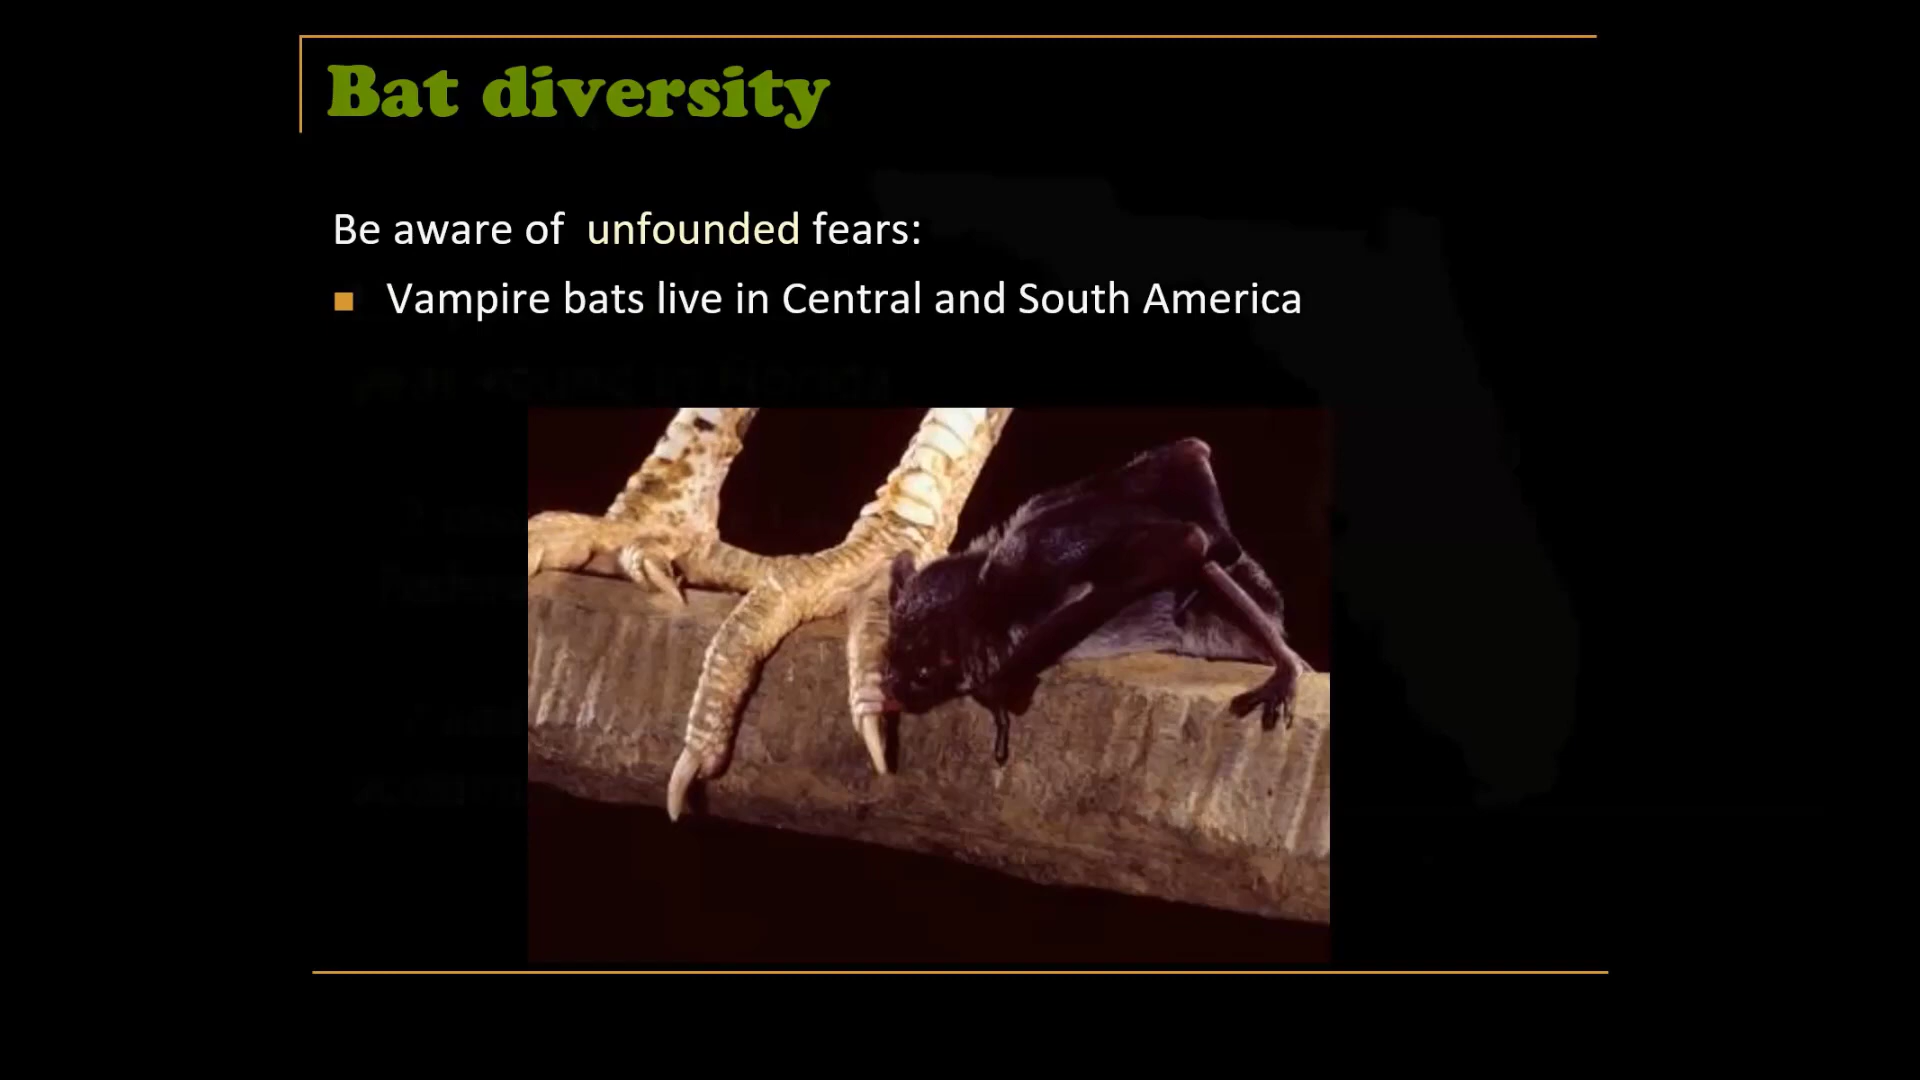 Bat diversity
Be aware of unfounded fears:
Vampire bats live in Central and South America